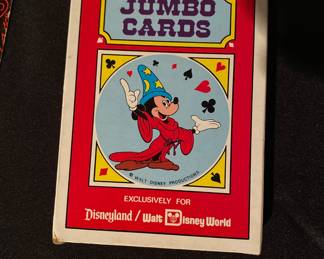 JUMBO
CARDS
© WALT DISNEY PRODUCTIONS
EXCLUSIVELY FOR
Disneyland / Walt Disney World